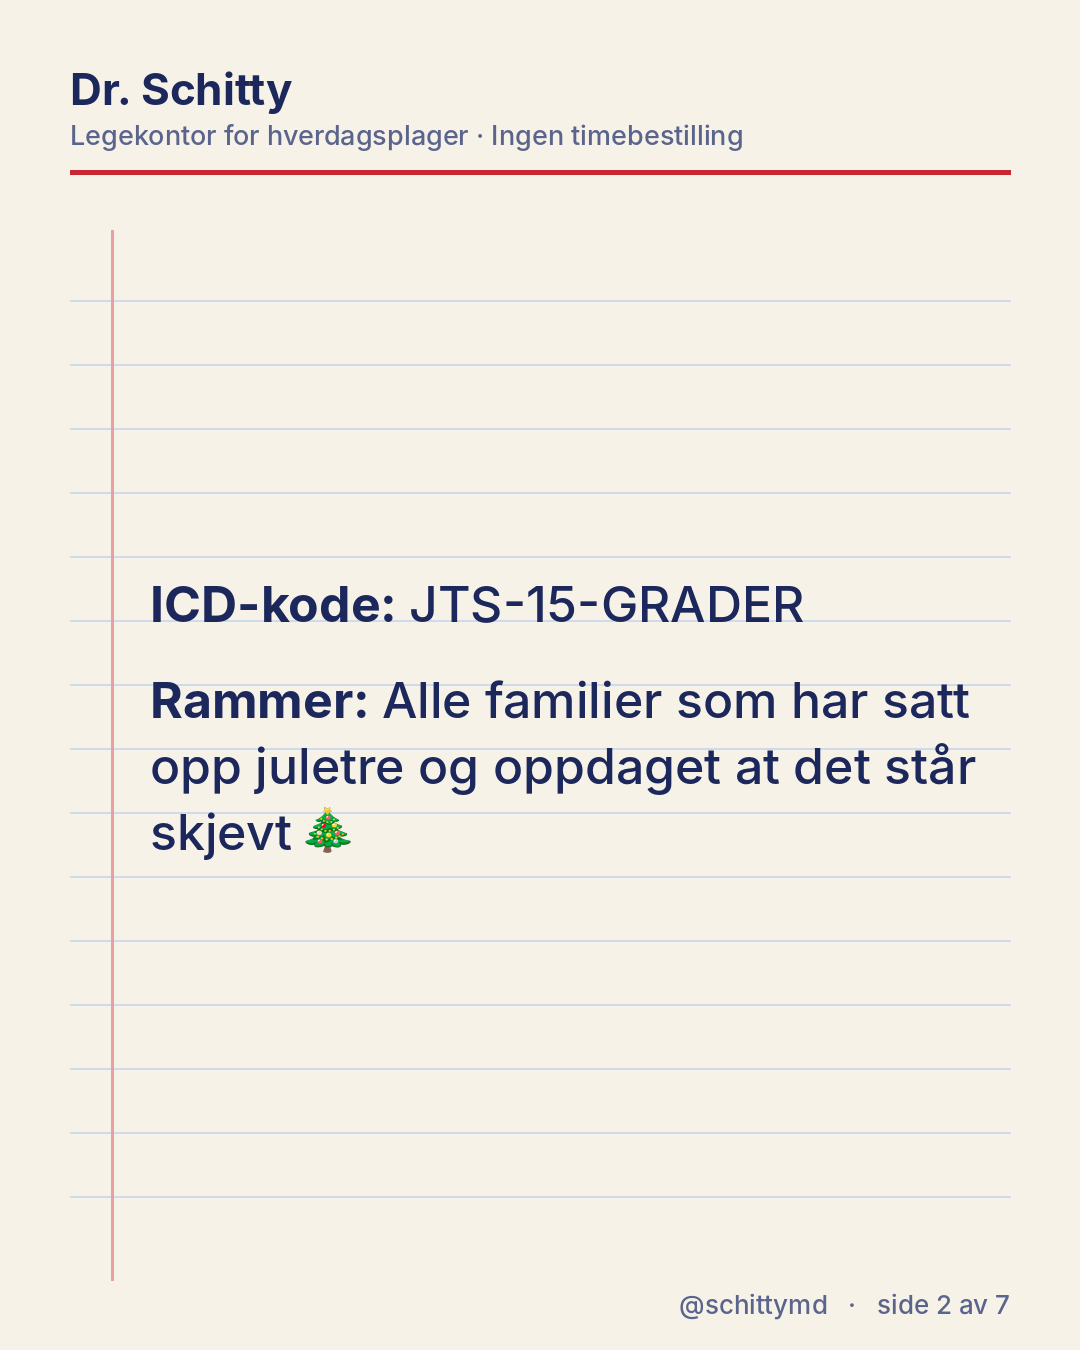 Dr. Schitty
Legekontor for hverdagsplager · Ingen timebestilling
ICD-kode: JTS-15-GRADER
Rammer: Alle familier som har satt
opp juletre og oppdaget at det står
skjevt 🎄
@schittymd · side 2 av 7